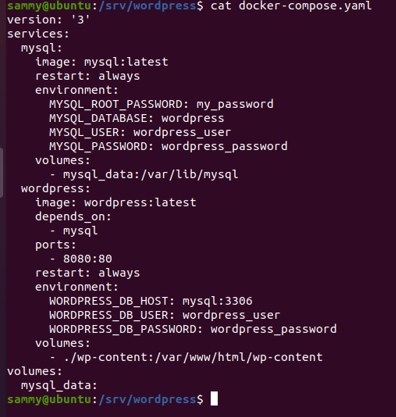 sammy@ubuntu:/srv/wordpress$ cat docker-compose.yaml
version: '3'
services:
  mysql:
    image: mysql:latest
    restart: always
    environment:
      MYSQL_ROOT_PASSWORD: my_password
      MYSQL_DATABASE: wordpress
      MYSQL_USER: wordpress_user
      MYSQL_PASSWORD: wordpress_password
    volumes:
      - mysql_data:/var/lib/mysql
  wordpress:
    image: wordpress:latest
    depends_on:
      - mysql
    ports:
      - 8080:80
    restart: always
    environment:
      WORDPRESS_DB_HOST: mysql:3306
      WORDPRESS_DB_USER: wordpress_user
      WORDPRESS_DB_PASSWORD: wordpress_password
    volumes:
      - ./wp-content:/var/www/html/wp-content
volumes:
  mysql_data:
sammy@ubuntu:/srv/wordpress$